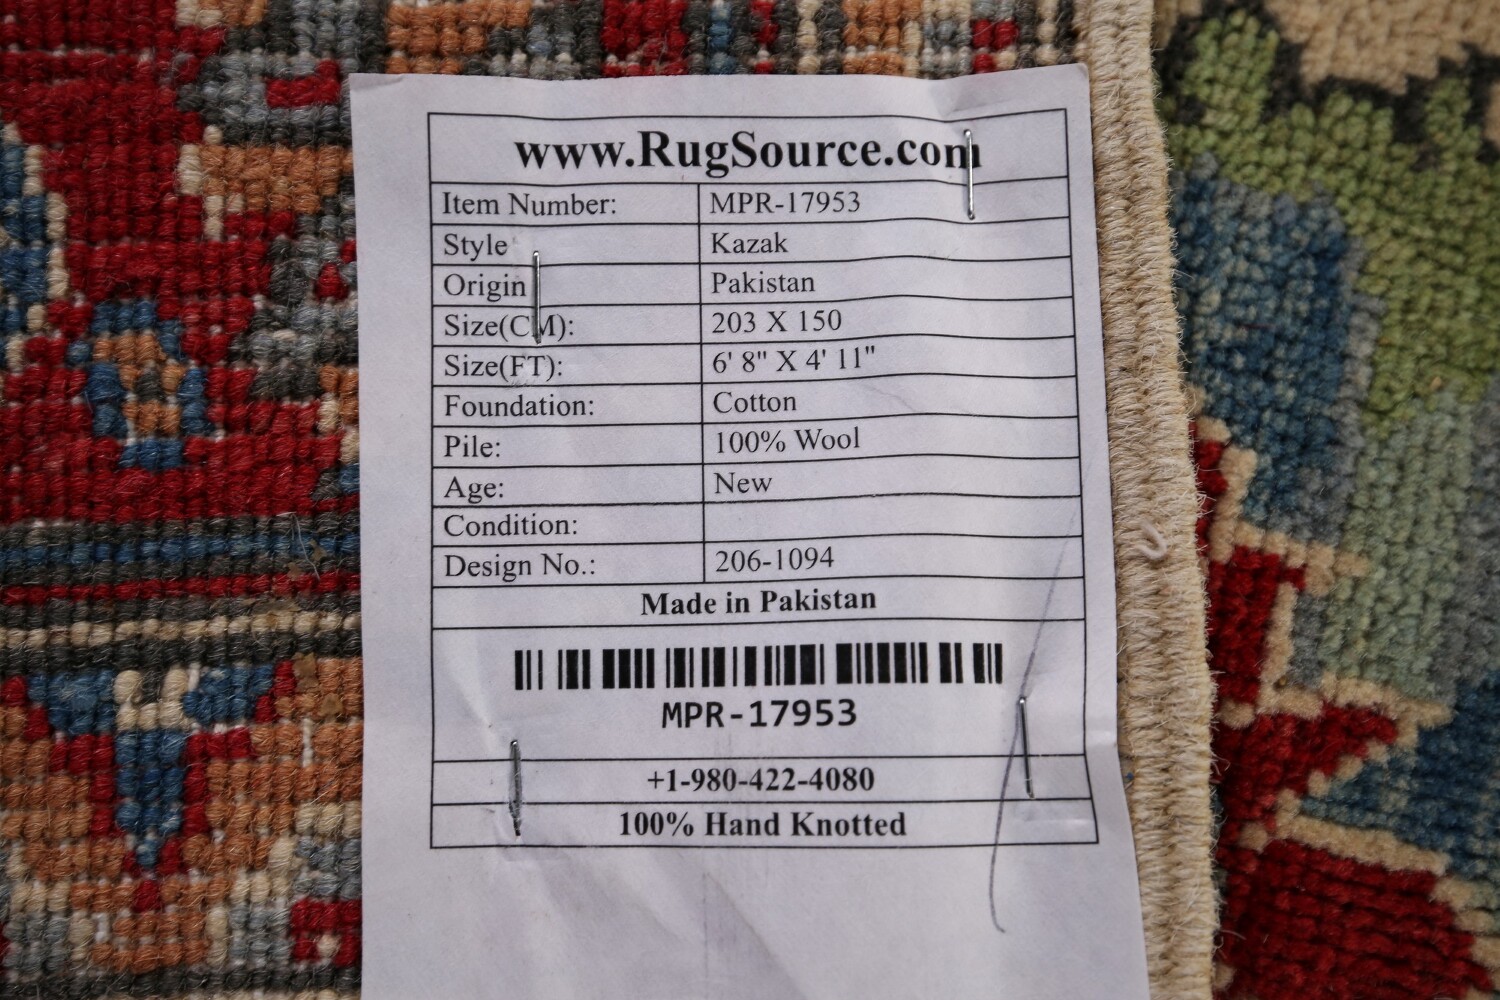 www.RugSource.com
Item Number: MPR-17953
Style Kazak
Origin Pakistan
Size(CM): 203 X 150
Size(FT): 6' 8" X 4' 11"
Foundation: Cotton
Pile: 100% Wool
Age: New
Condition:
Design No.: 206-1094
Made in Pakistan
MPR-17953
+1-980-422-4080
100% Hand Knotted